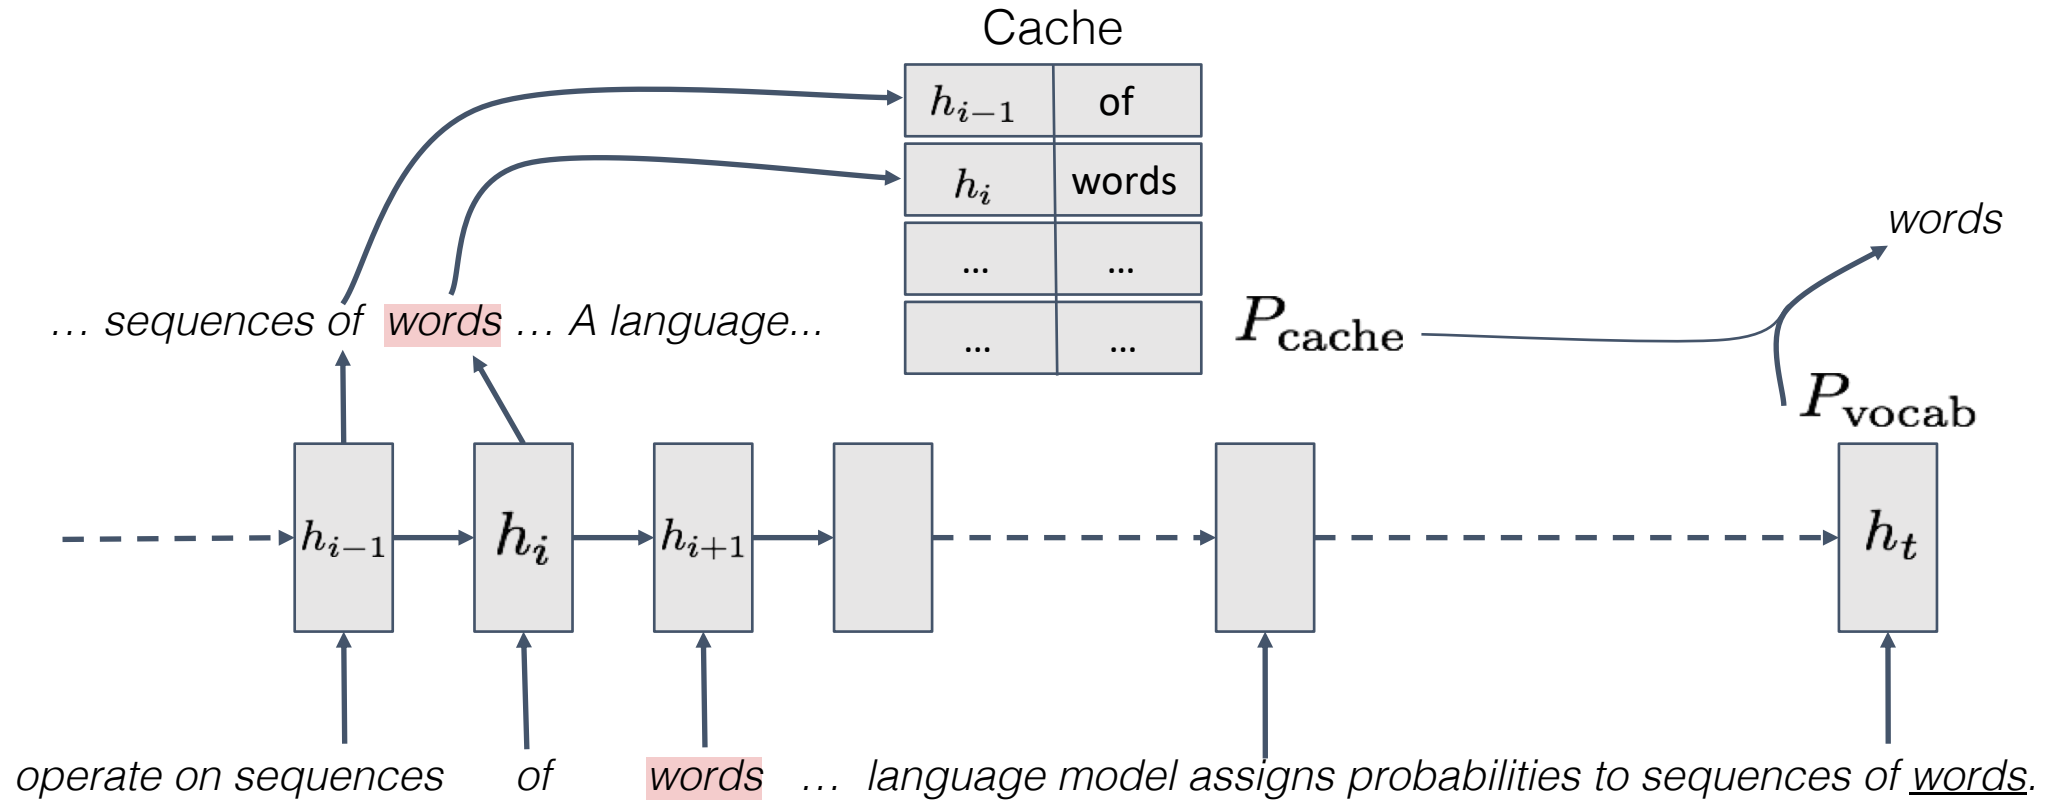 Cache
h_{i-1} of
h_i words
... ...
... ...
words
… sequences of words … A language...
P_cache
P_vocab
h_{i-1} h_i h_{i+1} h_t
operate on sequences of words … language model assigns probabilities to sequences of words.